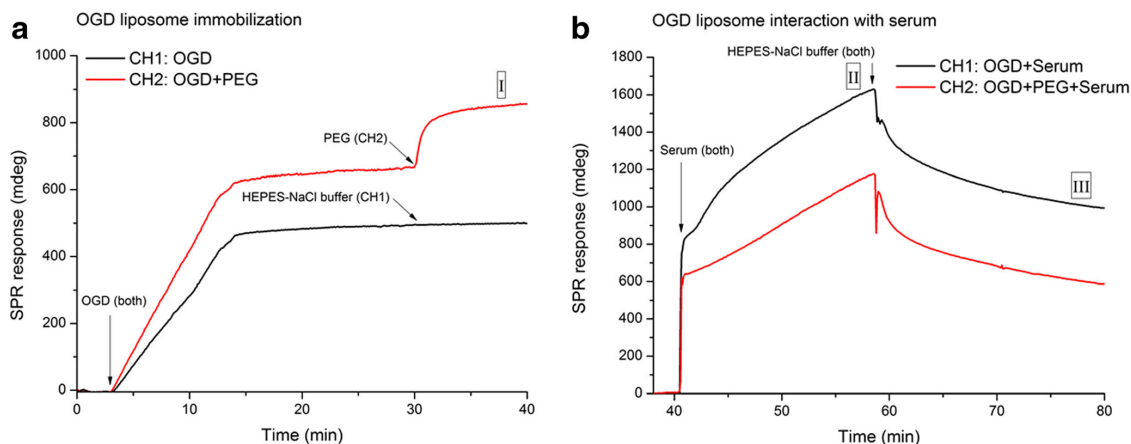 a
OGD liposome immobilization
CH1: OGD
CH2: OGD+PEG
I
PEG (CH2)
HEPES-NaCl buffer (CH1)
OGD (both)
SPR response (mdeg)
1000
800
600
400
200
0
0
10
20
30
40
Time (min)
b
OGD liposome interaction with serum
HEPES-NaCl buffer (both)
CH1: OGD+Serum
CH2: OGD+PEG+Serum
II
Serum (both)
III
SPR response (mdeg)
1800
1600
1400
1200
1000
800
600
400
200
0
40
50
60
70
80
Time (min)